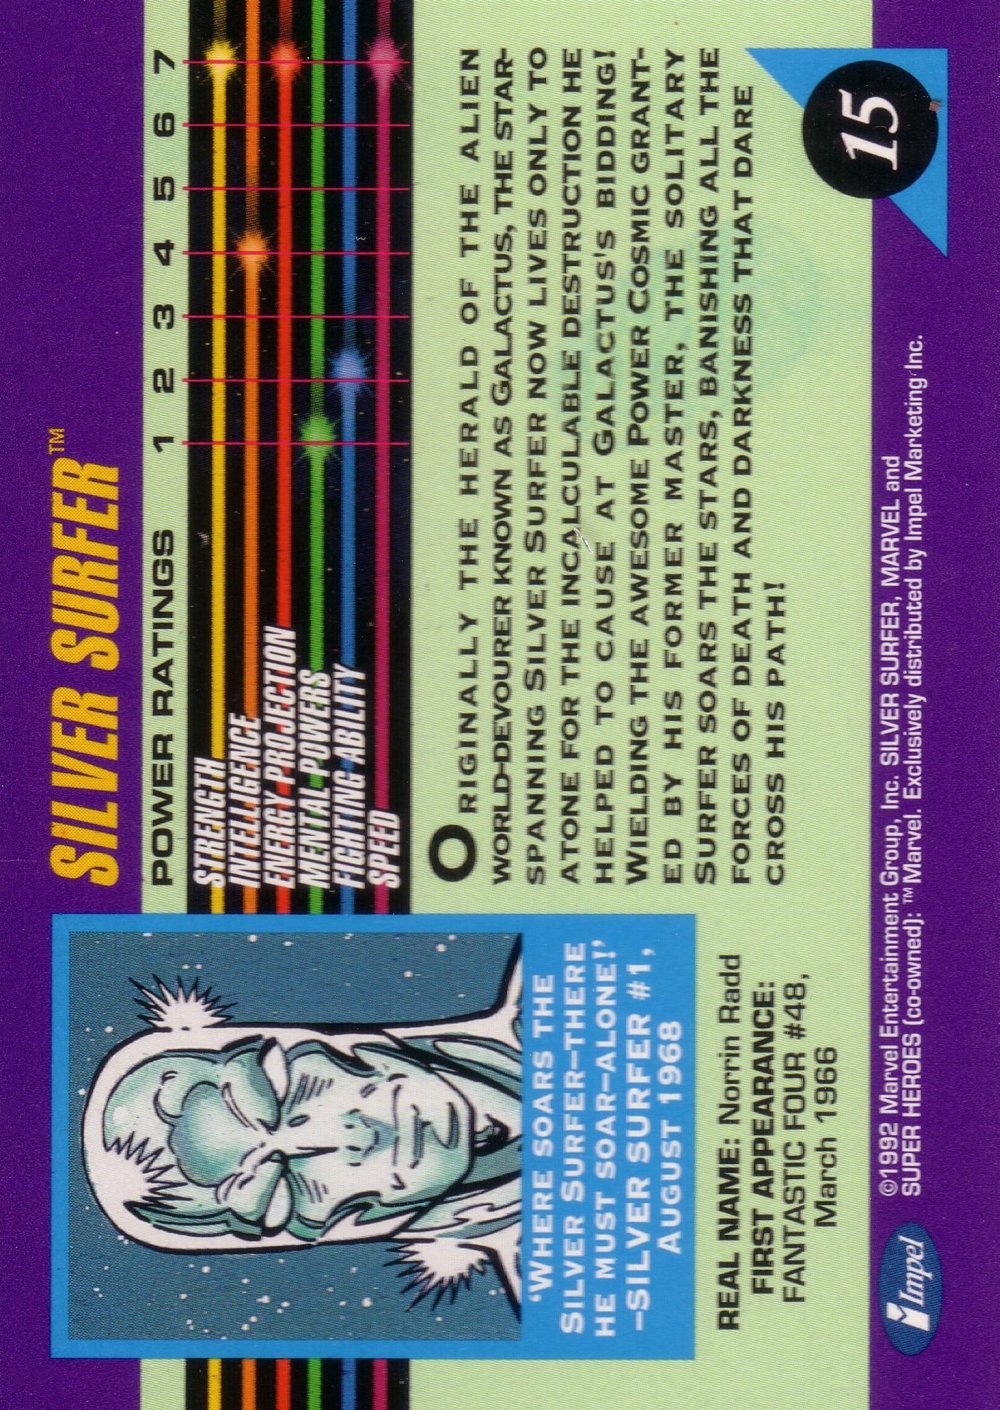 SILVER SURFER™
POWER RATINGS 1 2 3 4 5 6 7
STRENGTH
INTELLIGENCE
ENERGY PROJECTION
MENTAL POWERS
FIGHTING ABILITY
SPEED
'WHERE SOARS THE
SILVER SURFER–THERE
HE MUST SOAR–ALONE!'
–SILVER SURFER #1,
AUGUST 1968
REAL NAME: Norrin Radd
FIRST APPEARANCE:
FANTASTIC FOUR #48,
March 1966
ORIGINALLY THE HERALD OF THE ALIEN
WORLD-DEVOURER KNOWN AS GALACTUS, THE STAR-
SPANNING SILVER SURFER NOW LIVES ONLY TO
ATONE FOR THE INCALCULABLE DESTRUCTION HE
HELPED TO CAUSE AT GALACTUS'S BIDDING!
WIELDING THE AWESOME POWER COSMIC GRANT-
ED BY HIS FORMER MASTER, THE SOLITARY
SURFER SOARS THE STARS, BANISHING ALL THE
FORCES OF DEATH AND DARKNESS THAT DARE
CROSS HIS PATH!
15
Impel
©1992 Marvel Entertainment Group, Inc. SILVER SURFER, MARVEL and
SUPER HEROES (co-owned): ™Marvel. Exclusively distributed by Impel Marketing Inc.